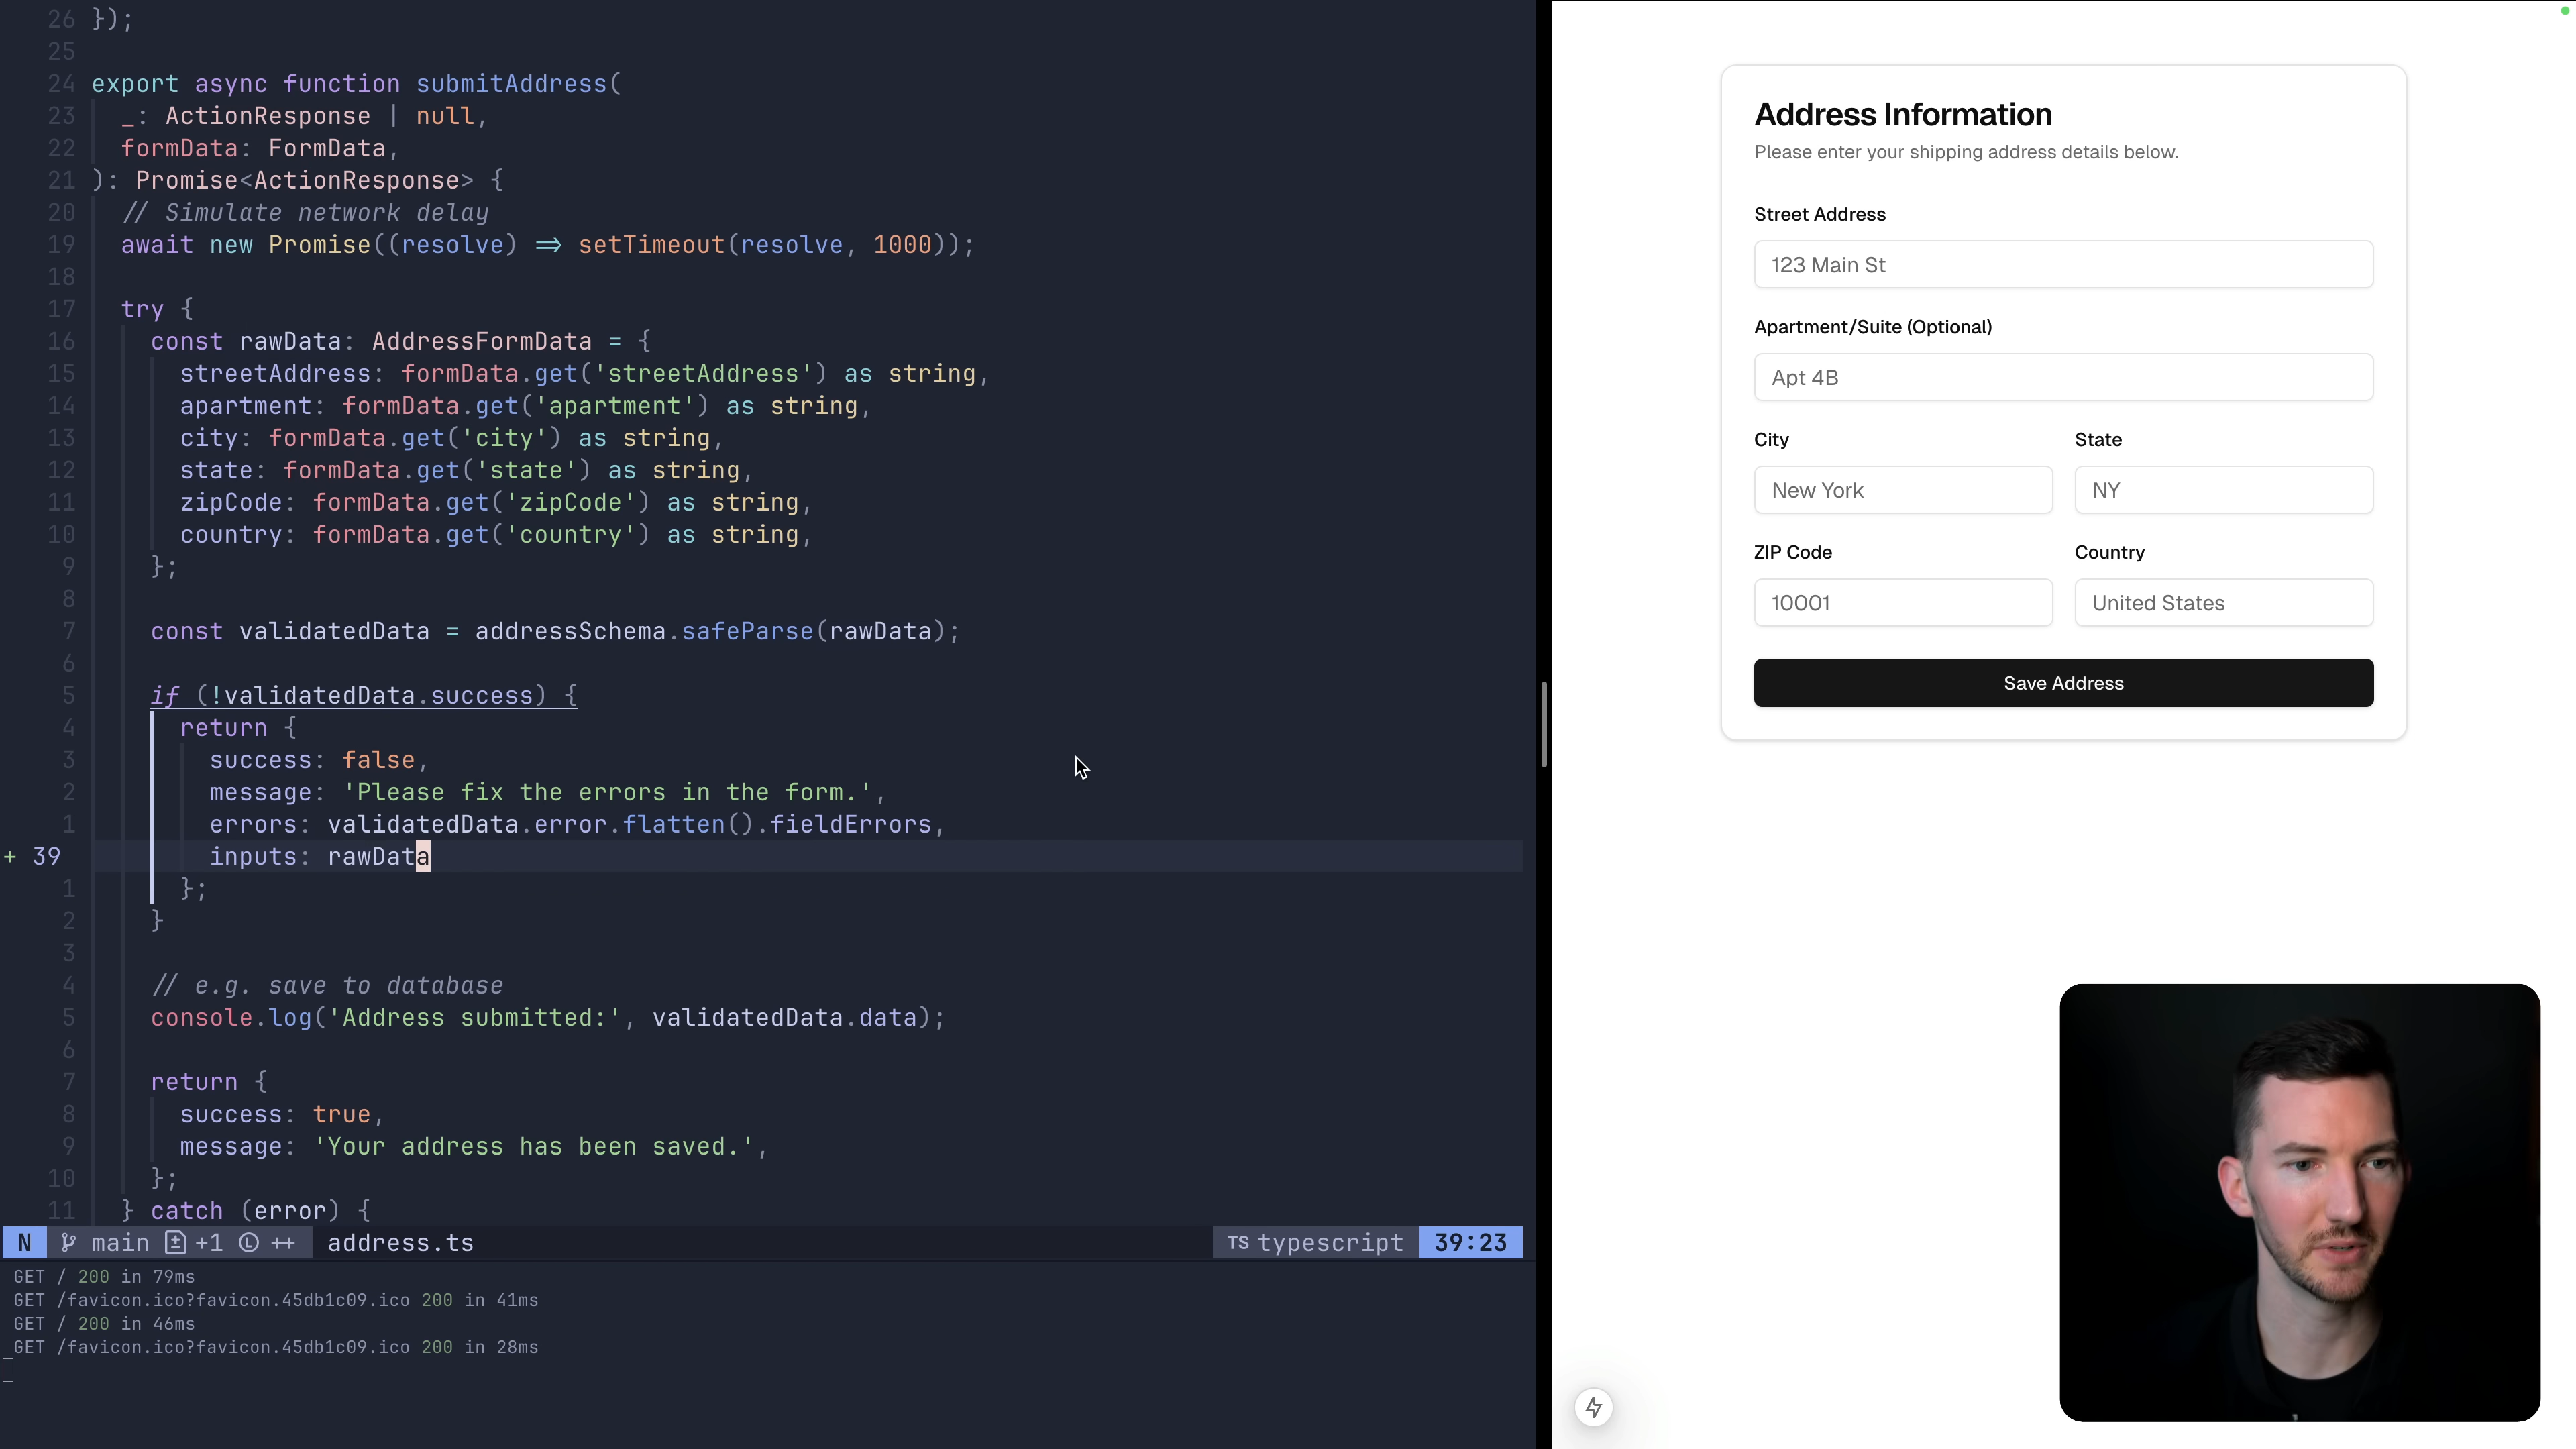 26 });
25
24 export async function submitAddress(
23 _: ActionResponse | null,
22 formData: FormData,
21 ): Promise<ActionResponse> {
20 // Simulate network delay
19 await new Promise((resolve) => setTimeout(resolve, 1000));
18
17 try {
16 const rawData: AddressFormData = {
15 streetAddress: formData.get('streetAddress') as string,
14 apartment: formData.get('apartment') as string,
13 city: formData.get('city') as string,
12 state: formData.get('state') as string,
11 zipCode: formData.get('zipCode') as string,
10 country: formData.get('country') as string,
9 };
8
7 const validatedData = addressSchema.safeParse(rawData);
6
5 if (!validatedData.success) {
4 return {
3 success: false,
2 message: 'Please fix the errors in the form.',
1 errors: validatedData.error.flatten().fieldErrors,
+ 39 inputs: rawData
1 };
2 }
3
4 // e.g. save to database
5 console.log('Address submitted:', validatedData.data);
6
7 return {
8 success: true,
9 message: 'Your address has been saved.',
10 };
11 } catch (error) {
N main +1 ++ address.ts TS typescript 39:23
GET / 200 in 79ms
GET /favicon.ico?favicon.45db1c09.ico 200 in 41ms
GET / 200 in 46ms
GET /favicon.ico?favicon.45db1c09.ico 200 in 28ms
Address Information
Please enter your shipping address details below.
Street Address
123 Main St
Apartment/Suite (Optional)
Apt 4B
City State
New York NY
ZIP Code Country
10001 United States
Save Address